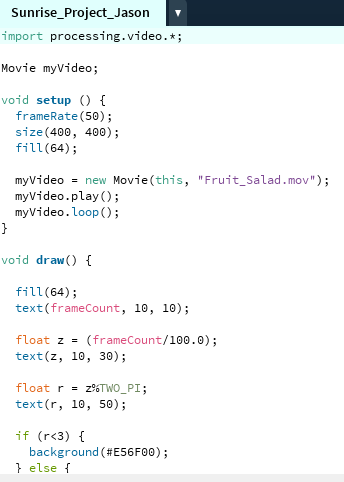 Sunrise_Project_Jason ▼
import processing.video.*;
Movie myVideo;
void setup () {
frameRate(50);
size(400, 400);
fill(64);
myVideo = new Movie(this, "Fruit_Salad.mov");
myVideo.play();
myVideo.loop();
}
void draw() {
fill(64);
text(frameCount, 10, 10);
float z = (frameCount/100.0);
text(z, 10, 30);
float r = z%TWO_PI;
text(r, 10, 50);
if (r<3) {
background(#E56F00);
} else {